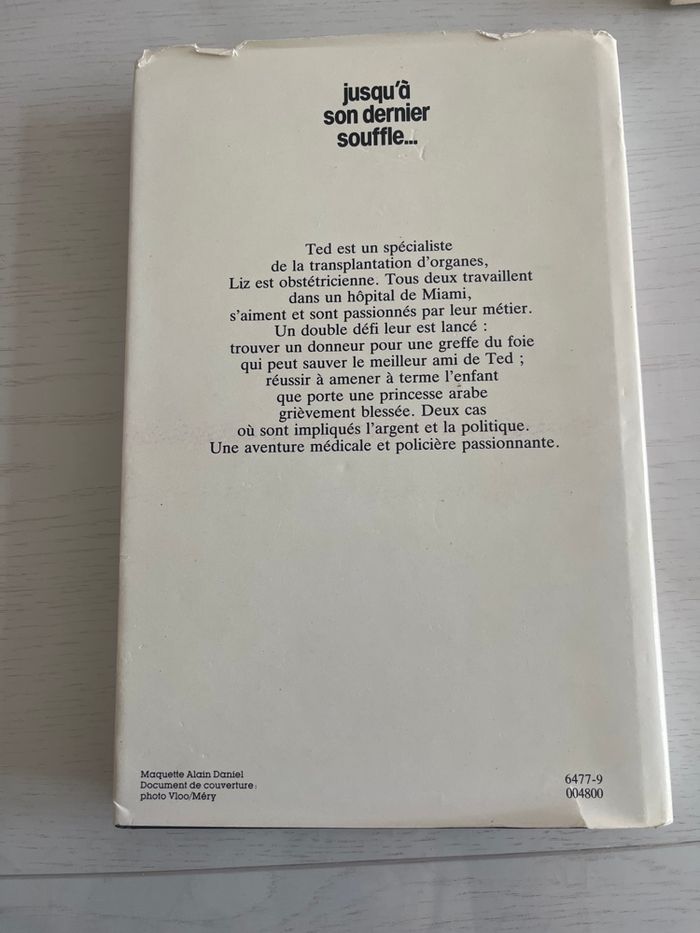 jusqu'à
son dernier
souffle...
Ted est un spécialiste
de la transplantation d'organes,
Liz est obstétricienne. Tous deux travaillent
dans un hôpital de Miami,
s'aiment et sont passionnés par leur métier.
Un double défi leur est lancé :
trouver un donneur pour une greffe du foie
qui peut sauver le meilleur ami de Ted ;
réussir à amener à terme l'enfant
que porte une princesse arabe
grièvement blessée. Deux cas
où sont impliqués l'argent et la politique.
Une aventure médicale et policière passionnante.
Maquette Alain Daniel
Document de couverture :
photo Vloo/Méry
6477-9
004800